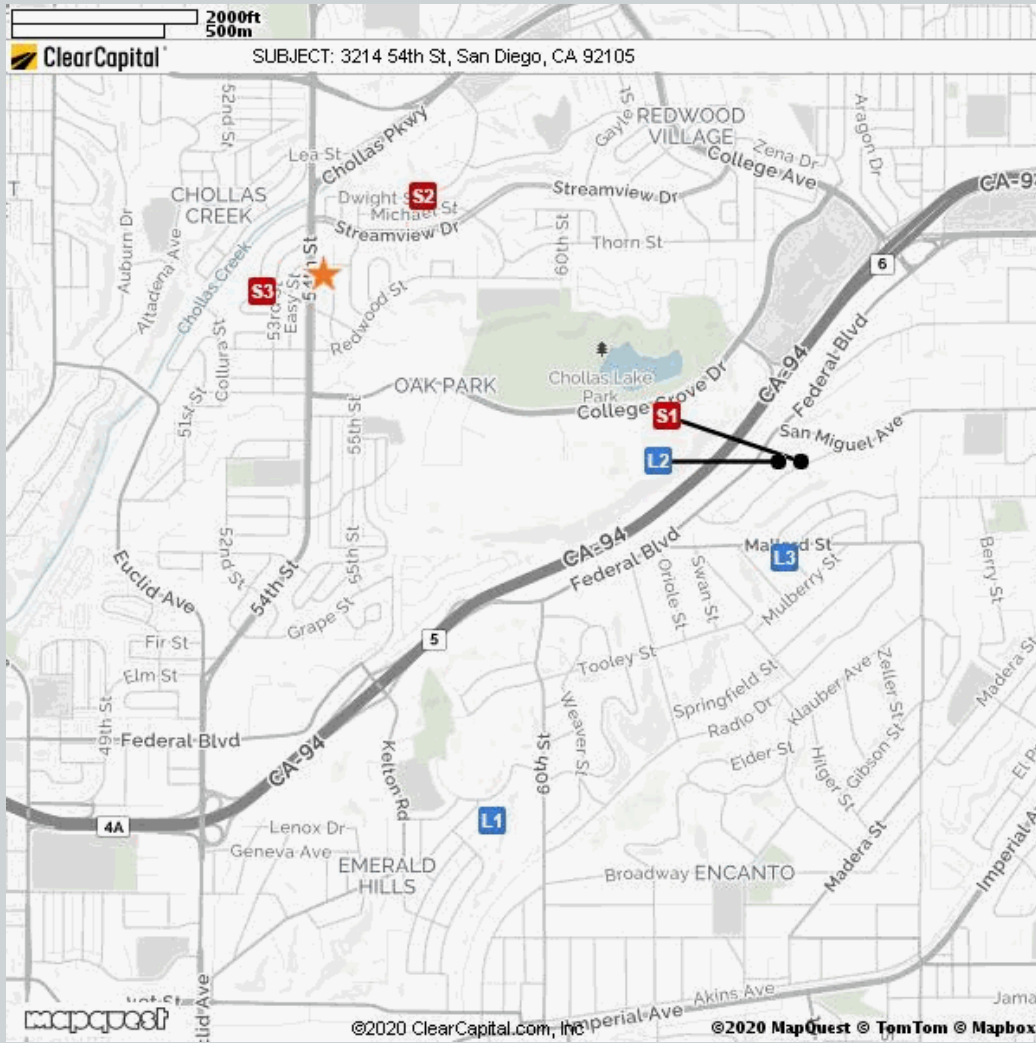 2000ft
500m
ClearCapital
SUBJECT: 3214 54th St, San Diego, CA 92105
52nd St
Lea St
Chollas Pkwy
Gayle St
REDWOOD
VILLAGE
Aragon Dr
Zena Dr
College Ave
CA-94
CHOLLAS
CREEK
Dwight
S2
Michael St
Streamview Dr
Streamview Dr
Auburn Dr
Altadena Ave
Chollas Creek
54th St
60th St
Thorn St
6
S3
53rd
Easy St
Redwood St
Collurs St
OAK PARK
Chollas Lake
Park
College Grove Dr
CA-94
Federal Blvd
51st St
55th St
S1
San Miguel Ave
L2
52nd St
54th St
55th St
CA-94
Federal Blvd
Mallard St
L3
Euclid Ave
Grape St
Oriole St
Swan St
Mulberry St
Berry St
Fir St
5
Elm St
Tooley St
49th St
Springfield St
Klauber Ave
Zeller St
Madera St
Federal Blvd
CA-94
Kelton Rd
60th St
Weaver St
Radio Dr
Elder St
Hilger St
Gibson St
4A
Lenox Dr
L1
Geneva Ave
EMERALD
HILLS
Broadway
ENCANTO
Madera St
Imperial A
Akins Ave
Imperial Ave
Jama
mapquest
©2020 ClearCapital.com, Inc
©2020 MapQuest © TomTom © Mapbox